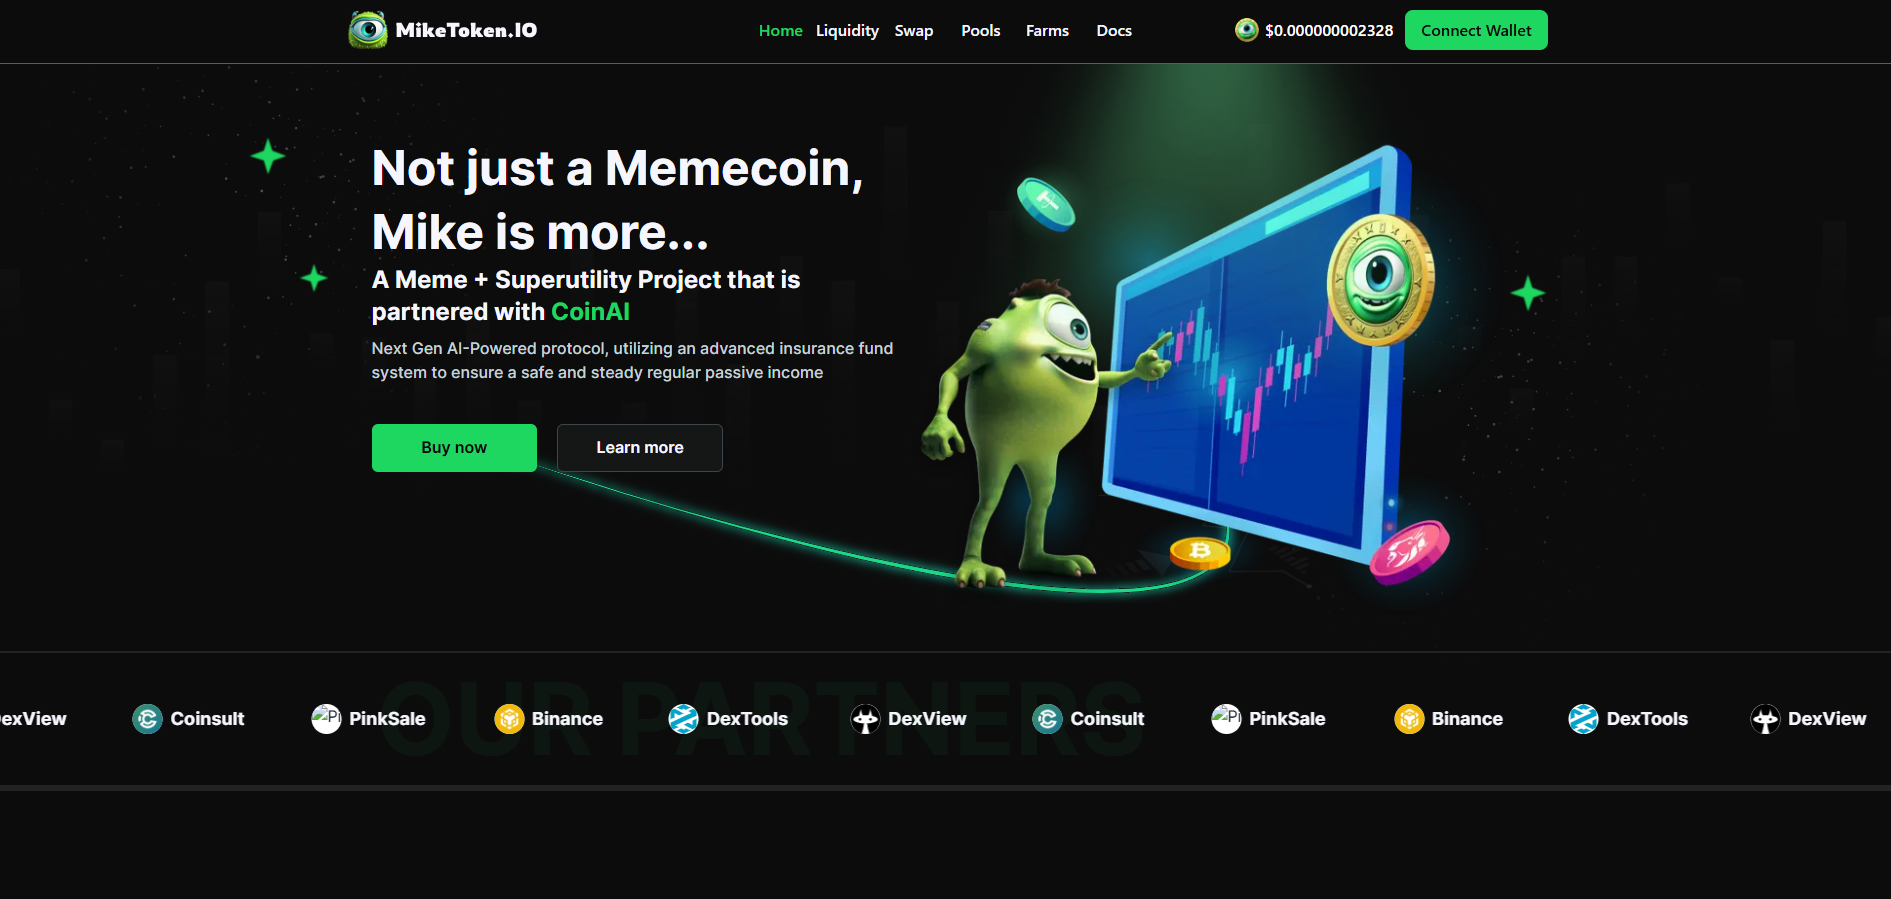 MikeToken.IO
Home Liquidity Swap Pools Farms Docs
$0.000000002328
Connect Wallet
Not just a Memecoin,
Mike is more...
A Meme + Superutility Project that is
partnered with CoinAI
Next Gen AI-Powered protocol, utilizing an advanced insurance fund
system to ensure a safe and steady regular passive income
Buy now
Learn more
OUR PARTNERS
exView Coinsult Pi PinkSale Binance DexTools DexView Coinsult Pi PinkSale Binance DexTools DexView